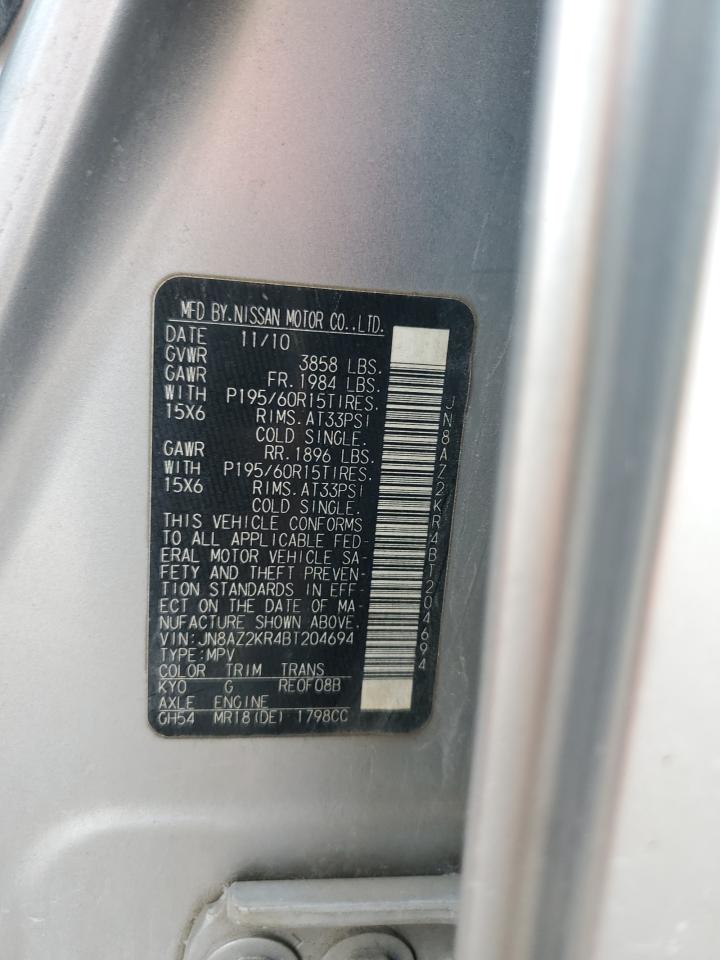 MFD BY.NISSAN MOTOR CO.,LTD.
DATE 11/10
GVWR 3858 LBS.
GAWR FR.1984 LBS.
WITH P195/60R15TIRES.
15X6 RIMS.AT33PSI
COLD SINGLE.
GAWR RR.1896 LBS.
WITH P195/60R15TIRES.
15X6 RIMS.AT33PSI
COLD SINGLE.
THIS VEHICLE CONFORMS
TO ALL APPLICABLE FED-
ERAL MOTOR VEHICLE SA-
FETY AND THEFT PREVEN-
TION STANDARDS IN EFF-
ECT ON THE DATE OF MA-
NUFACTURE SHOWN ABOVE.
VIN:JN8AZ2KR4BT204694
TYPE:MPV
COLOR TRIM TRANS
KYO G RE0F08B
AXLE ENGINE
GH54 MR18(DE) 1798CC
JN8AZ2KR4BT204694